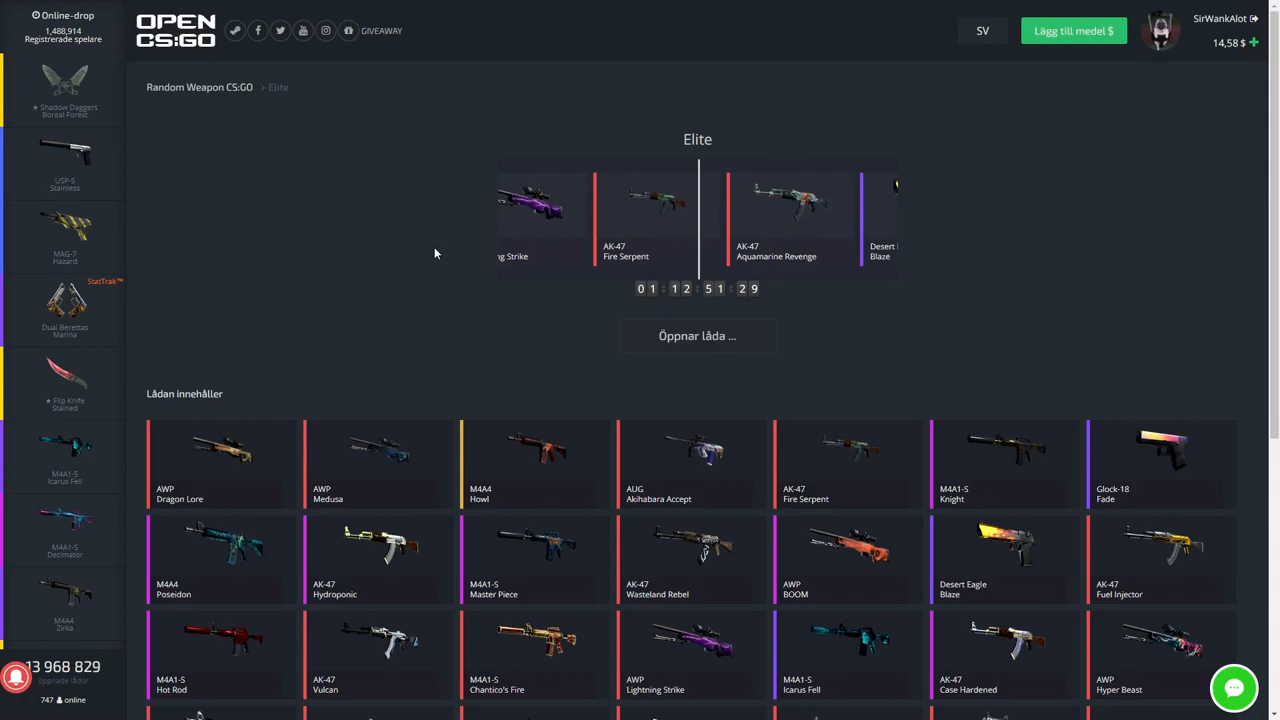 Online-drop
1,488,914
Registrerade spelare
OPEN
CS:GO
GIVEAWAY
SV
Lägg till medel $
SirWankAlot
14,58 $
★ Shadow Daggers
Boreal Forest
USP-S
Stainless
MAG-7
Hazard
StatTrak™
Dual Berettas
Marina
★ Flip Knife
Stained
M4A1-S
Icarus Fell
M4A1-S
Decimator
M4A4
Zirka
13 968 829
öppnade lådor
747 online
Random Weapon CS:GO > Elite
Elite
ng Strike
AK-47
Fire Serpent
AK-47
Aquamarine Revenge
Desert
Blaze
01 : 12 : 51 : 29
Öppnar låda ...
Lådan innehåller
AWP
Dragon Lore
AWP
Medusa
M4A4
Howl
AUG
Akihabara Accept
AK-47
Fire Serpent
M4A1-S
Knight
Glock-18
Fade
M4A4
Poseidon
AK-47
Hydroponic
M4A1-S
Master Piece
AK-47
Wasteland Rebel
AWP
BOOM
Desert Eagle
Blaze
AK-47
Fuel Injector
M4A1-S
Hot Rod
AK-47
Vulcan
M4A1-S
Chantico's Fire
AWP
Lightning Strike
M4A1-S
Icarus Fell
AK-47
Case Hardened
AWP
Hyper Beast